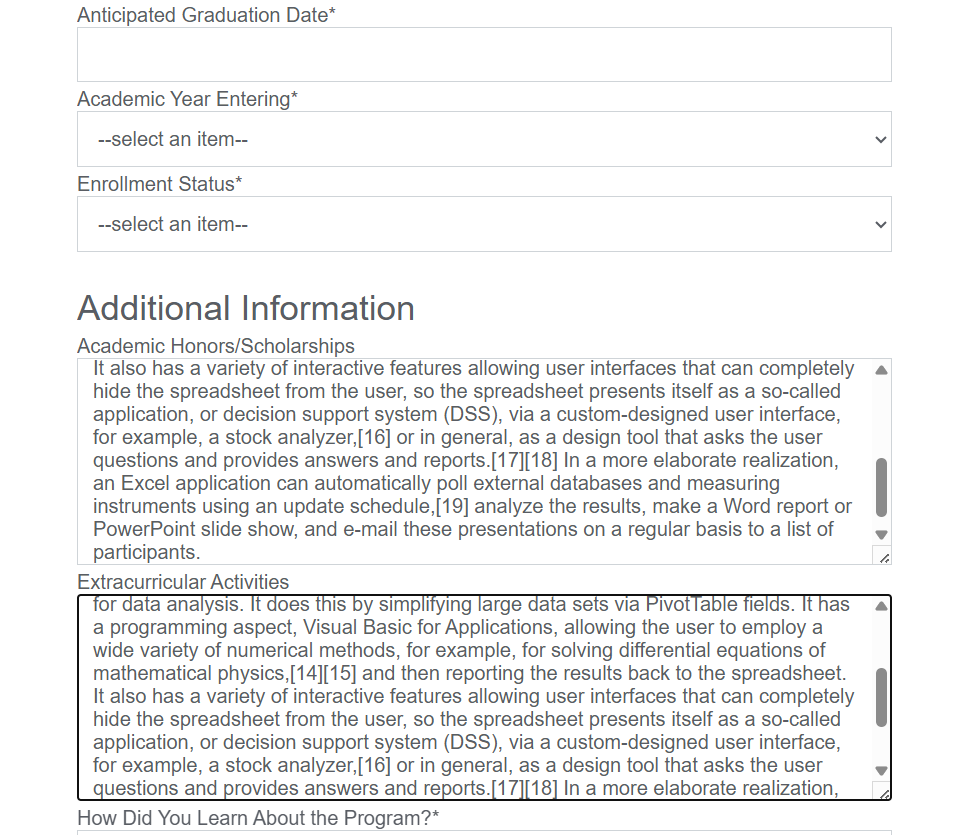 Anticipated Graduation Date*
Academic Year Entering*
--select an item--
Enrollment Status*
--select an item--
Additional Information
Academic Honors/Scholarships
It also has a variety of interactive features allowing user interfaces that can completely
hide the spreadsheet from the user, so the spreadsheet presents itself as a so-called
application, or decision support system (DSS), via a custom-designed user interface,
for example, a stock analyzer,[16] or in general, as a design tool that asks the user
questions and provides answers and reports.[17][18] In a more elaborate realization,
an Excel application can automatically poll external databases and measuring
instruments using an update schedule,[19] analyze the results, make a Word report or
PowerPoint slide show, and e-mail these presentations on a regular basis to a list of
participants.
Extracurricular Activities
for data analysis. It does this by simplifying large data sets via PivotTable fields. It has
a programming aspect, Visual Basic for Applications, allowing the user to employ a
wide variety of numerical methods, for example, for solving differential equations of
mathematical physics,[14][15] and then reporting the results back to the spreadsheet.
It also has a variety of interactive features allowing user interfaces that can completely
hide the spreadsheet from the user, so the spreadsheet presents itself as a so-called
application, or decision support system (DSS), via a custom-designed user interface,
for example, a stock analyzer,[16] or in general, as a design tool that asks the user
questions and provides answers and reports.[17][18] In a more elaborate realization,
How Did You Learn About the Program?*